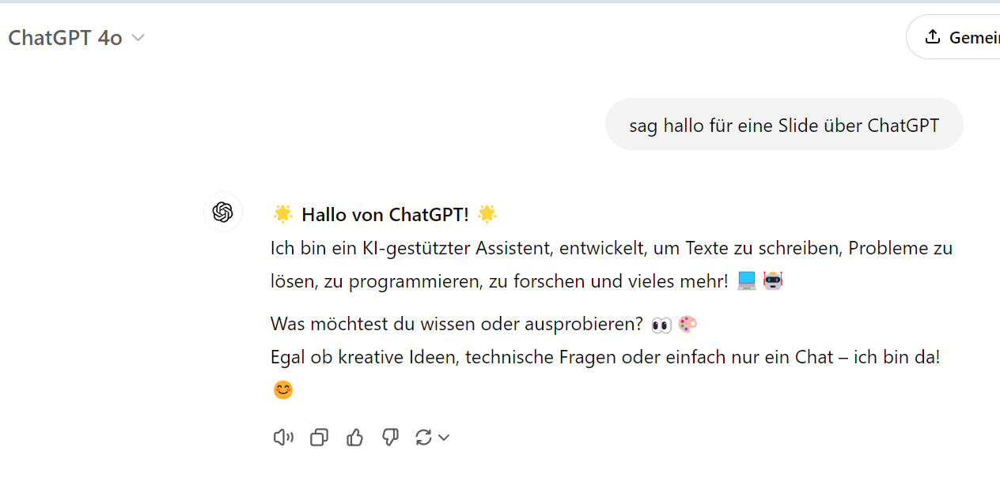 ChatGPT 4o
sag hallo für eine Slide über ChatGPT
🌟 Hallo von ChatGPT! 🌟
Ich bin ein KI-gestützter Assistent, entwickelt, um Texte zu schreiben, Probleme zu
lösen, zu programmieren, zu forschen und vieles mehr! 💻 🤖
Was möchtest du wissen oder ausprobieren? 👀 🎨
Egal ob kreative Ideen, technische Fragen oder einfach nur ein Chat – ich bin da!
😊